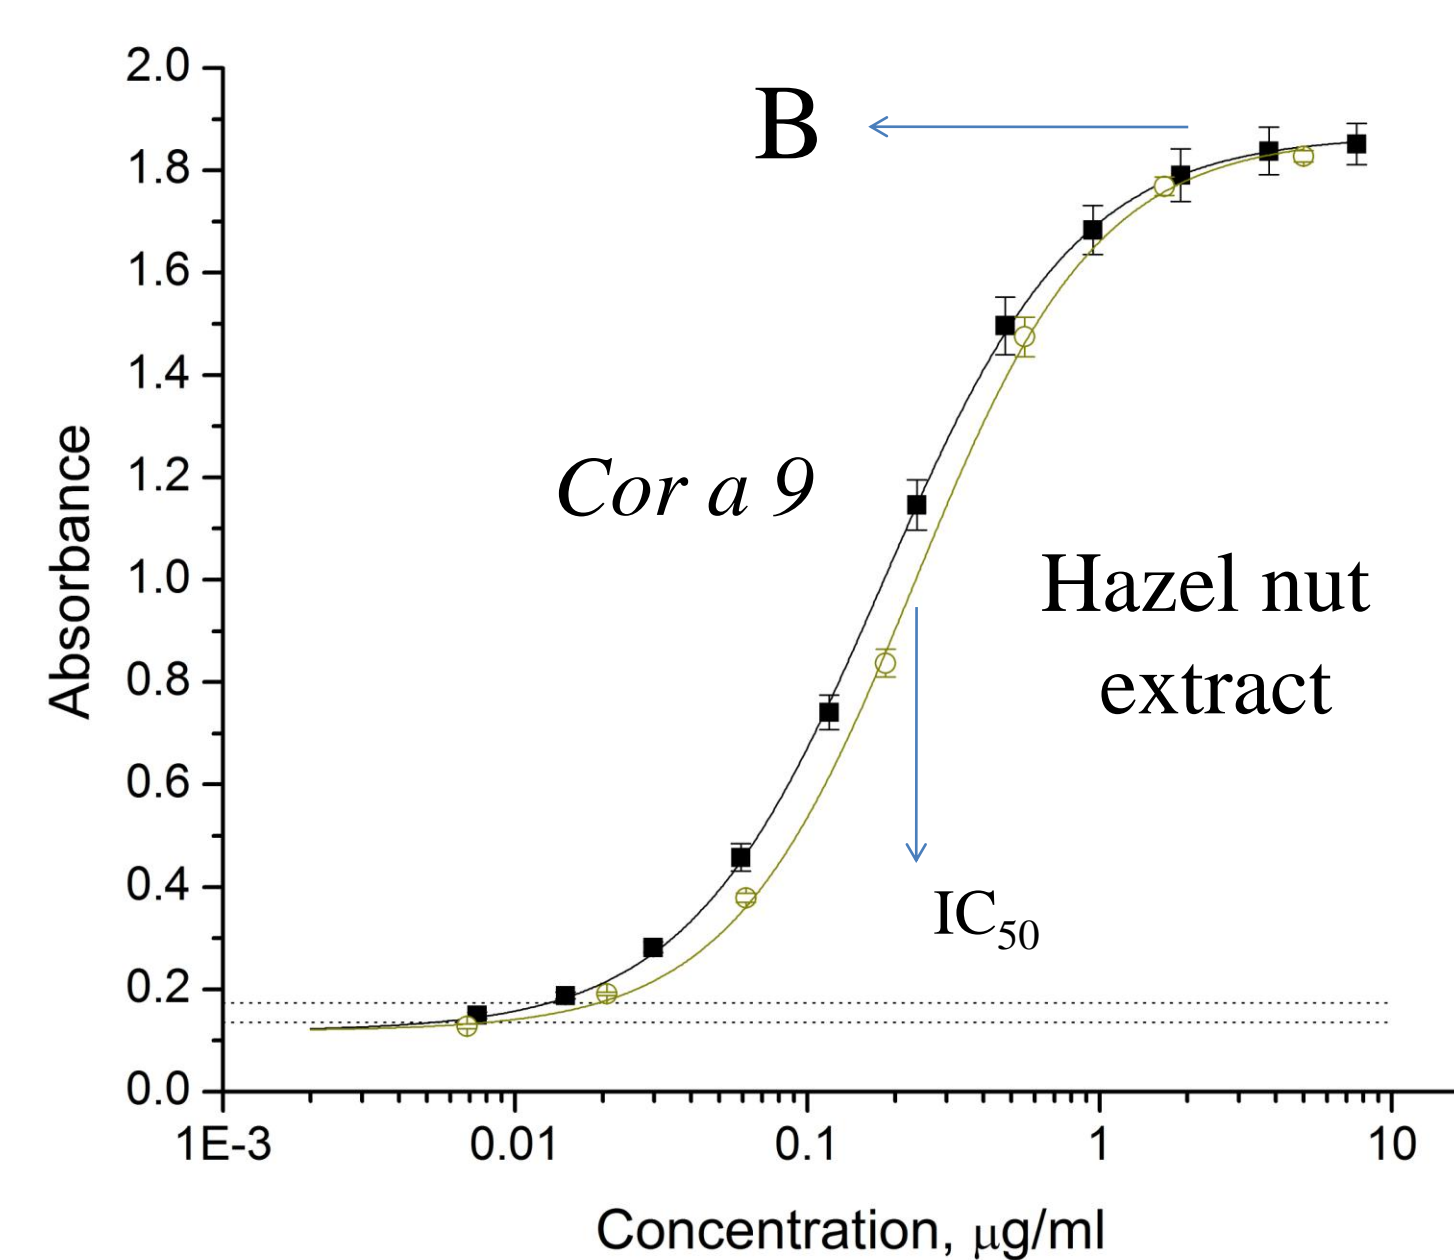 2.0
1.8
1.6
1.4
1.2
1.0
0.8
0.6
0.4
0.2
0.0
Absorbance
B
Cor a 9
Hazel nut
extract
IC50
1E-3 0.01 0.1 1 10
Concentration, μg/ml